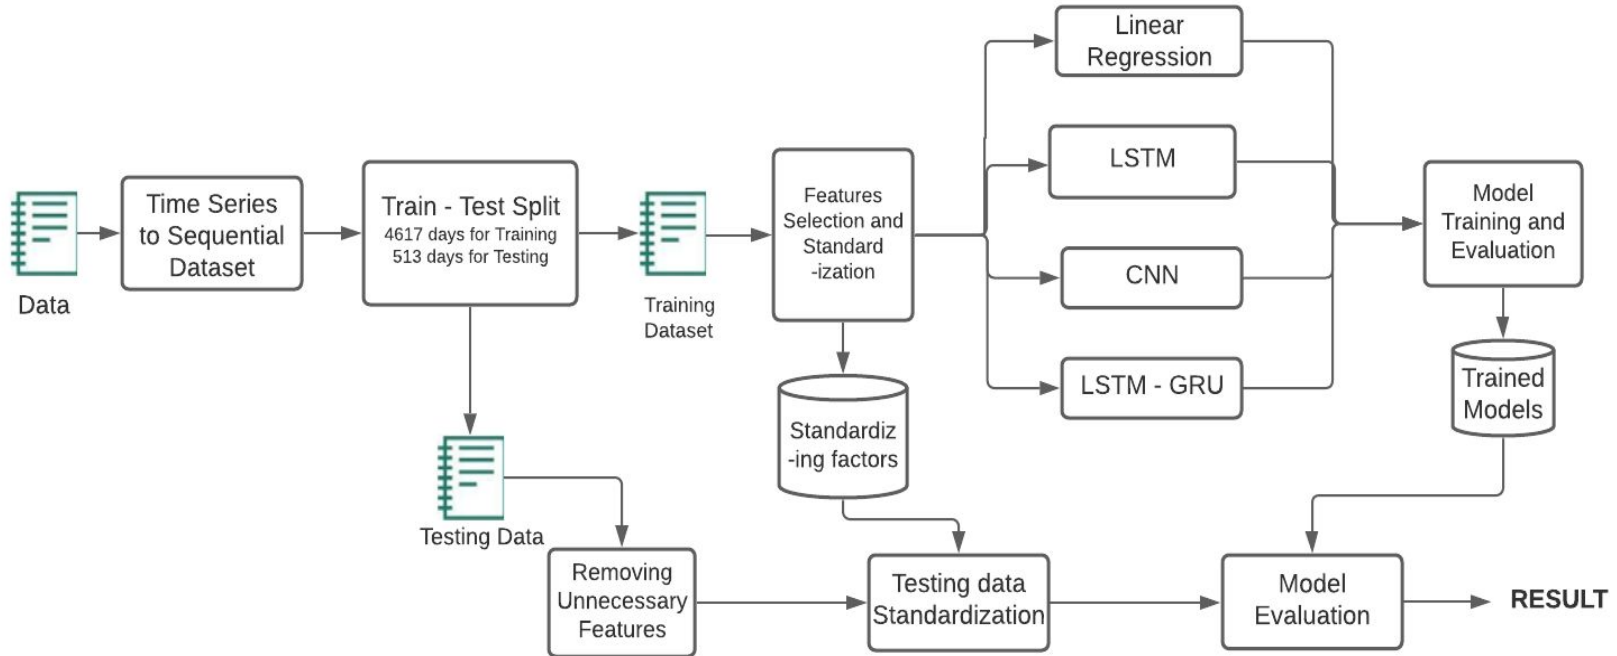 Data
Time Series
to Sequential
Dataset
Train - Test Split
4617 days for Training
513 days for Testing
Training
Dataset
Features
Selection and
Standard
-ization
Linear
Regression
LSTM
CNN
LSTM - GRU
Model
Training and
Evaluation
Trained
Models
Standardiz
-ing factors
Testing Data
Removing
Unnecessary
Features
Testing data
Standardization
Model
Evaluation
RESULT